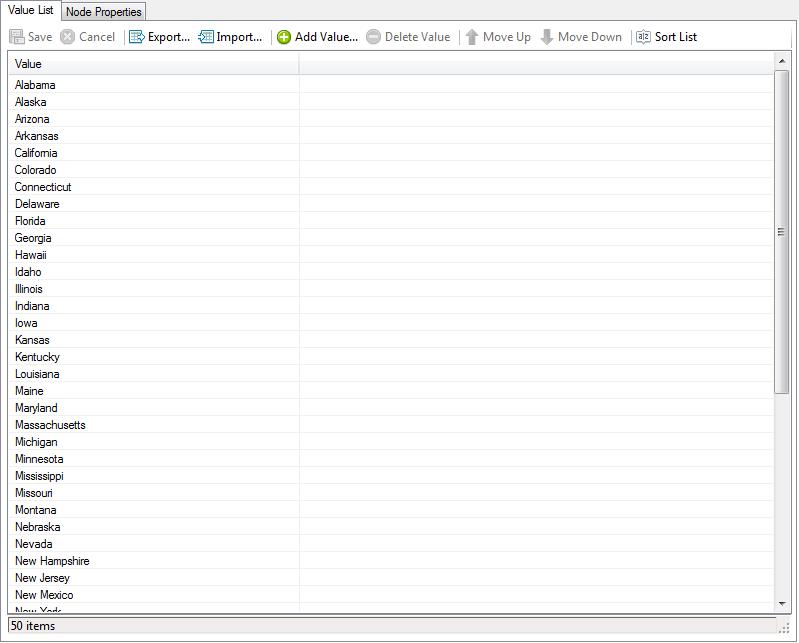 Value List Node Properties
Save Cancel Export... Import... Add Value... Delete Value Move Up Move Down Sort List
Value
Alabama
Alaska
Arizona
Arkansas
California
Colorado
Connecticut
Delaware
Florida
Georgia
Hawaii
Idaho
Illinois
Indiana
Iowa
Kansas
Kentucky
Louisiana
Maine
Maryland
Massachusetts
Michigan
Minnesota
Mississippi
Missouri
Montana
Nebraska
Nevada
New Hampshire
New Jersey
New Mexico
New York
50 items